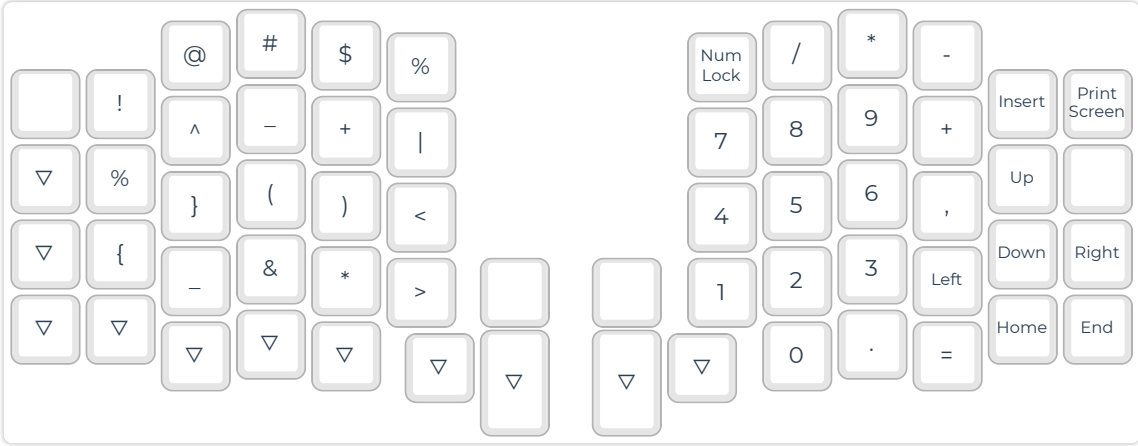 @ # $ %
! ^ _ + |
▽ % } ( ) <
▽ { _ & * >
▽ ▽ ▽ ▽ ▽ ▽ ▽
Num / * -
Lock
7 8 9 + Insert Print
Screen
4 5 6 , Up
1 2 3 Left Down Right
▽ ▽ 0 . = Home End